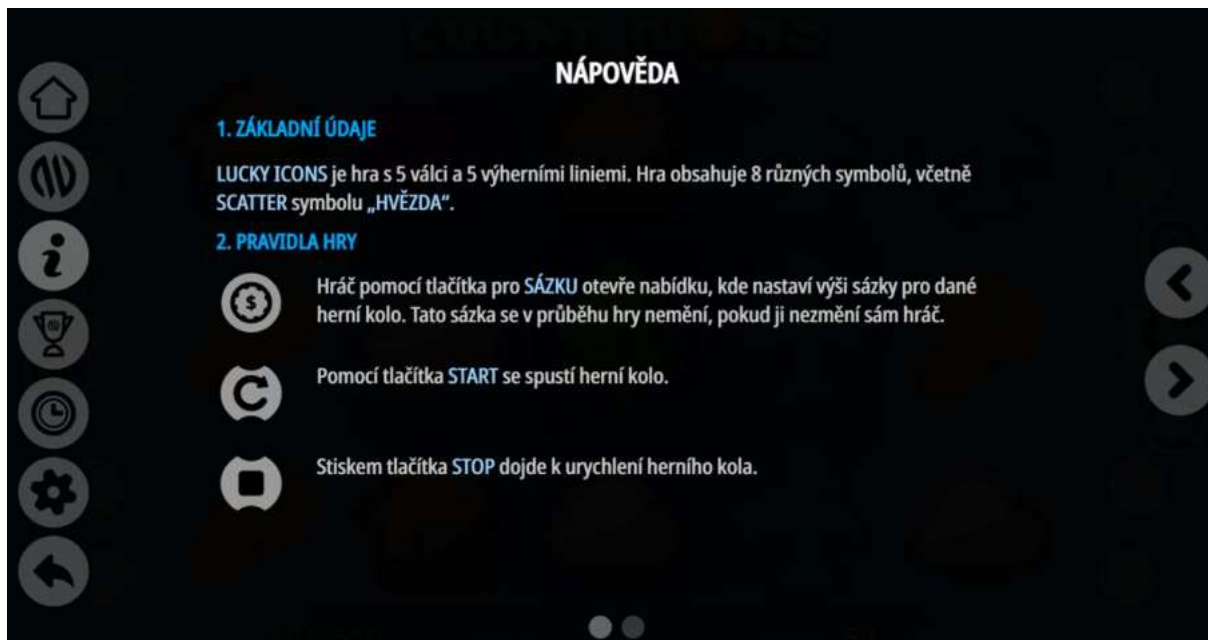 NÁPOVĚDA
1. ZÁKLADNÍ ÚDAJE
LUCKY ICONS je hra s 5 válci a 5 výherními liniemi. Hra obsahuje 8 různých symbolů, včetně
SCATTER symbolu „HVĚZDA“.
2. PRAVIDLA HRY
Hráč pomocí tlačítka pro SÁZKU otevře nabídku, kde nastaví výši sázky pro dané
herní kolo. Tato sázka se v průběhu hry nemění, pokud ji nezmění sám hráč.
Pomocí tlačítka START se spustí herní kolo.
Stiskem tlačítka STOP dojde k urychlení herního kola.